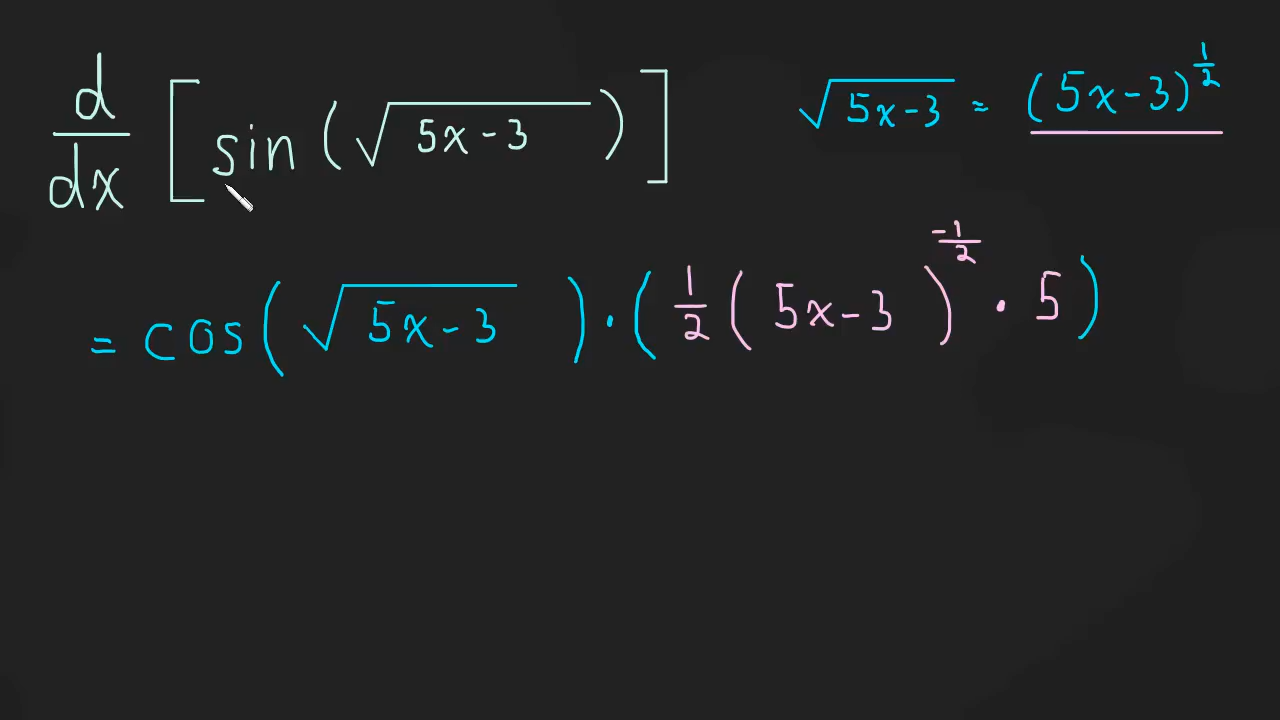 d/dx [sin(√(5x-3))] √(5x-3) = (5x-3)^(1/2)
= cos(√(5x-3)) · (1/2(5x-3)^(-1/2) · 5)